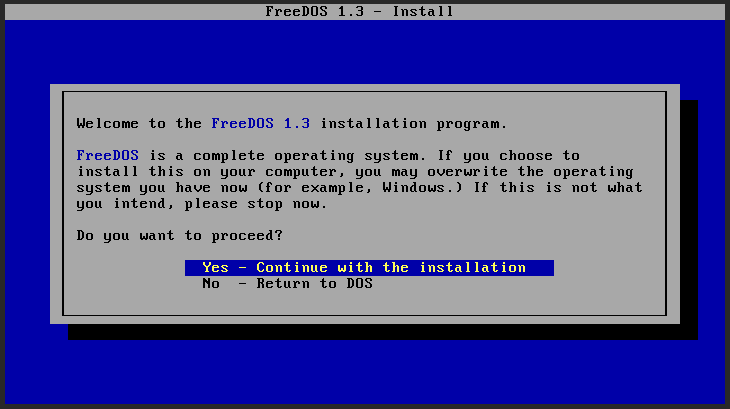 FreeDOS 1.3 - Install
Welcome to the FreeDOS 1.3 installation program.
FreeDOS is a complete operating system. If you choose to
install this on your computer, you may overwrite the operating
system you have now (for example, Windows.) If this is not what
you intend, please stop now.
Do you want to proceed?
Yes - Continue with the installation
No - Return to DOS